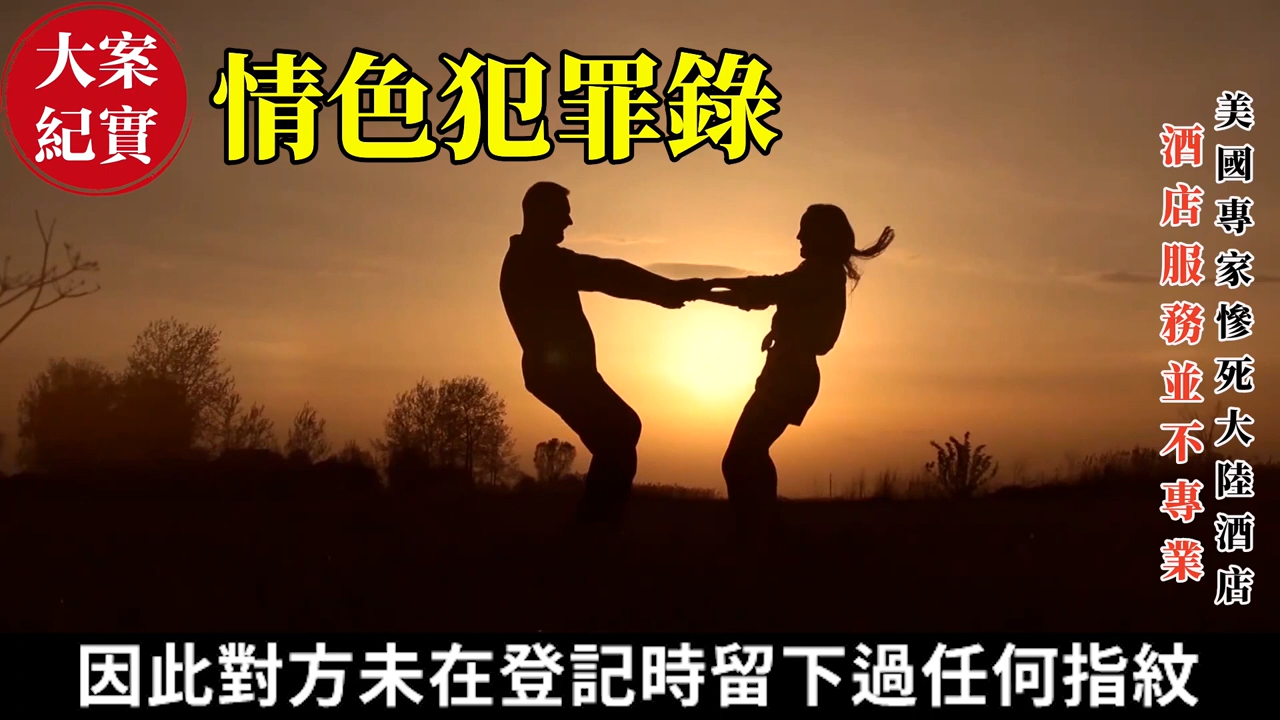 大案
紀實
情色犯罪錄
美國專家慘死大陸酒店
酒店服務並不專業
因此對方未在登記時留下過任何指紋